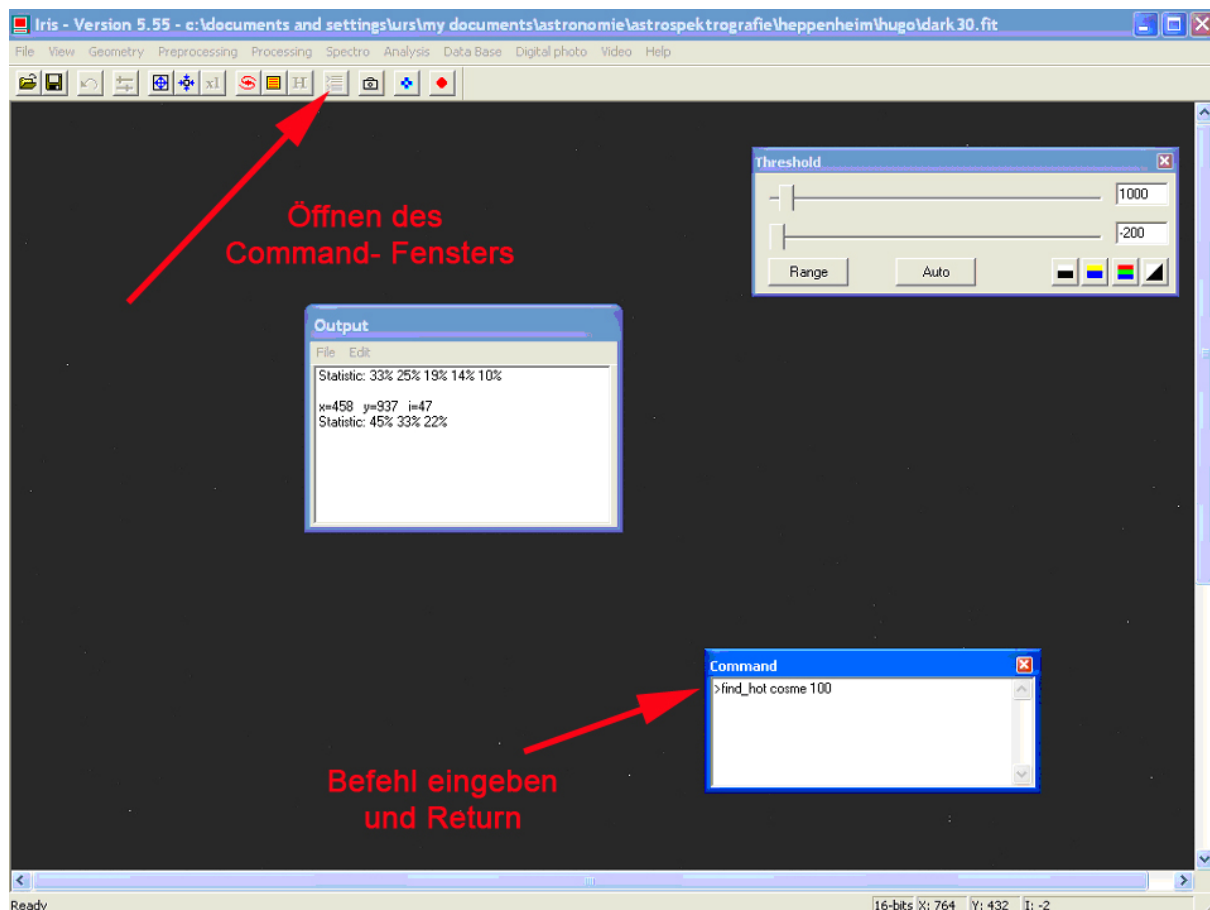 Iris - Version 5.55 - c:\documents and settings\urs\my documents\astronomie\astrospektrografie\heppenheim\hugo\dark30.fit
File View Geometry Preprocessing Processing Spectro Analysis Data Base Digital photo Video Help
x1 H
Threshold
1000
-200
Range Auto
Öffnen des
Command- Fensters
Output
File Edit
Statistic: 33% 25% 19% 14% 10%
x=458 y=937 i=47
Statistic: 45% 33% 22%
Command
>find_hot cosme 100
Befehl eingeben
und Return
Ready 16-bits X: 764 Y: 432 I: -2